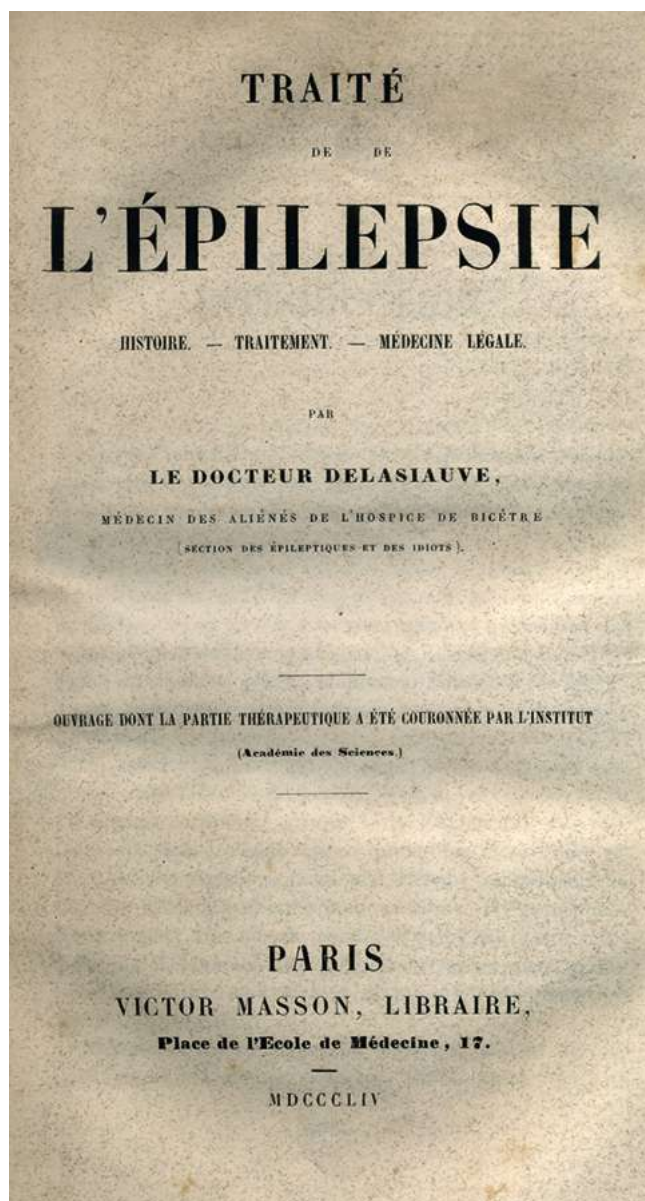 TRAITÉ
DE DE
L'ÉPILEPSIE
HISTOIRE. — TRAITEMENT. — MÉDECINE LÉGALE.
PAR
LE DOCTEUR DELASIAUVE,
MÉDECIN DES ALIÉNÉS DE L'HOSPICE DE BICÊTRE
(SECTION DES ÉPILEPTIQUES ET DES IDIOTS).
OUVRAGE DONT LA PARTIE THÉRAPEUTIQUE A ÉTÉ COURONNÉE PAR L'INSTITUT
(Académie des Sciences.)
PARIS
VICTOR MASSON, LIBRAIRE,
Place de l'Ecole de Médecine, 17.
MDCCCLIV